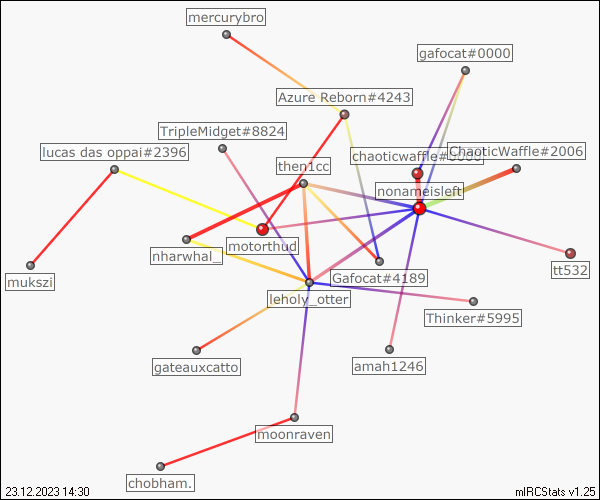 mercurybro
gafocat#0000
Azure Reborn#4243
TripleMidget#8824
lucas das oppai#2396
chaoticwaffle#0000
ChaoticWaffle#2006
then1cc
nonameisleft
motorthud
nharwhal_
tt532
mukszi
Gafocat#4189
leholy_otter
Thinker#5995
gateauxcatto
amah1246
moonraven
chobham.
23.12.2023 14:30
mIRCStats v1.25